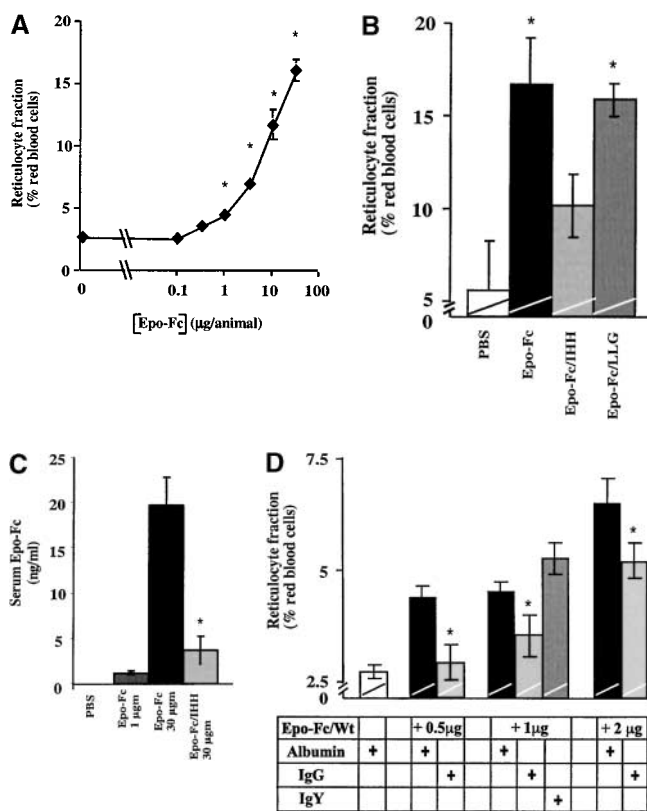 A
Reticulocyte fraction
(% red blood cells)
20
15
10
5
0
*
*
*
*
0
0.1
1
10
100
[Epo-Fc] (µg/animal)
B
Reticulocyte fraction
(% red blood cells)
20
15
10
5
0
*
*
PBS
Epo-Fc
Epo-Fc/IHH
Epo-Fc/LLG
C
Serum Epo-Fc
(ng/ml)
25
20
15
10
5
0
*
PBS
Epo-Fc
1 µgm
Epo-Fc
30 µgm
Epo-Fc/IHH
30 µgm
D
Reticulocyte fraction
(% red blood cells)
7.5
5
2.5
0
*
*
*
Epo-Fc/Wt + 0.5µg + 1µg + 2 µg
Albumin + + + +
IgG + + +
IgY +